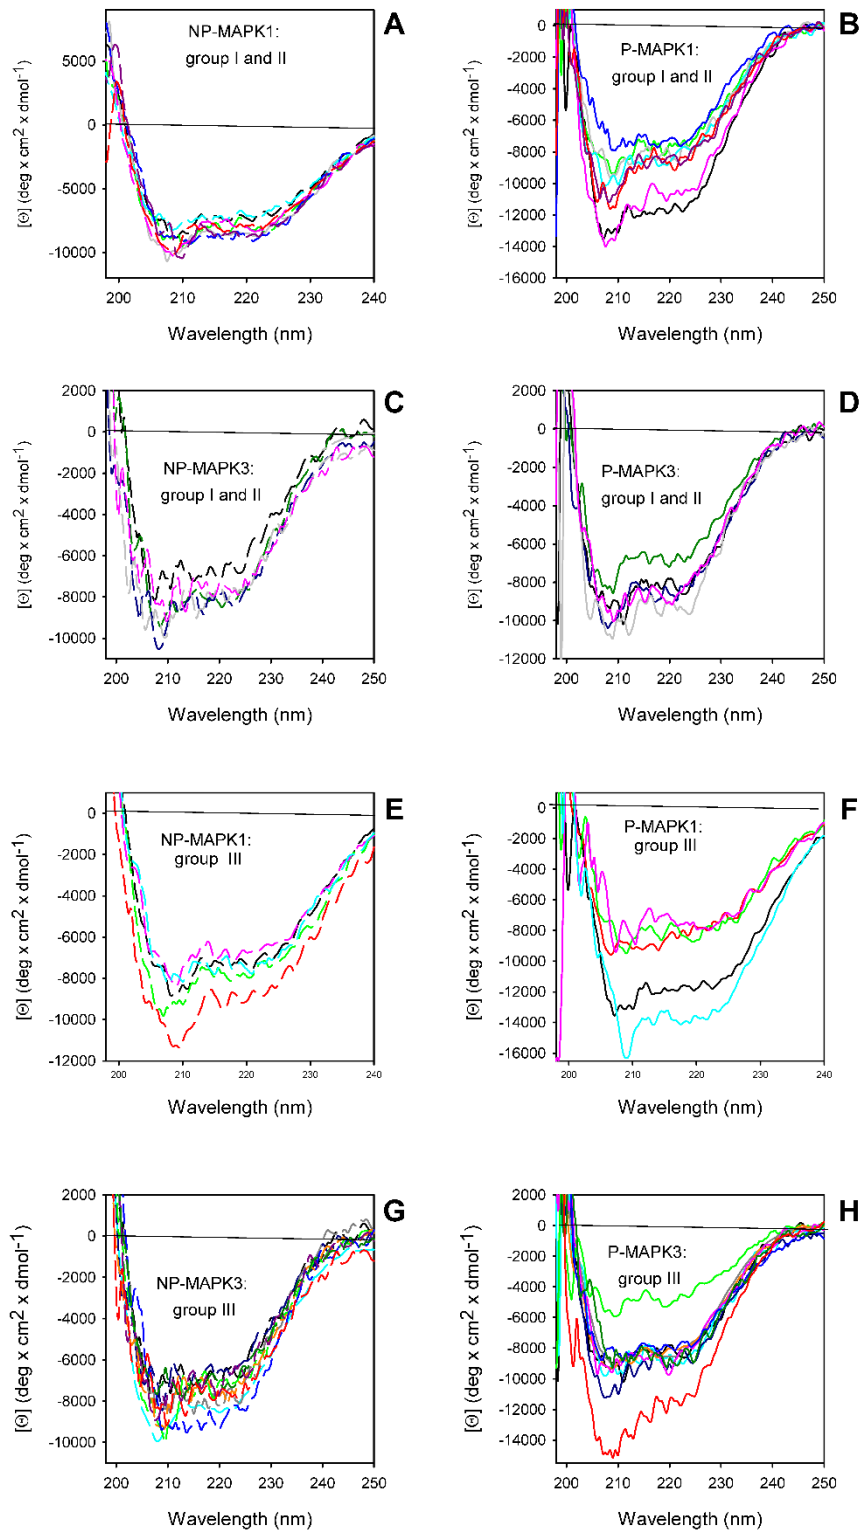 NP-MAPK1:
group I and II
A
5000
0
-5000
-10000
200 210 220 230 240
Wavelength (nm)
[Θ] (deg x cm2 x dmol-1)
P-MAPK1:
group I and II
B
0
-2000
-4000
-6000
-8000
-10000
-12000
-14000
-16000
200 210 220 230 240 250
Wavelength (nm)
[Θ] (deg x cm2 x dmol-1)
NP-MAPK3:
group I and II
C
2000
0
-2000
-4000
-6000
-8000
-10000
200 210 220 230 240 250
Wavelength (nm)
[Θ] (deg x cm2 x dmol-1)
P-MAPK3:
group I and II
D
2000
0
-2000
-4000
-6000
-8000
-10000
-12000
200 210 220 230 240 250
Wavelength (nm)
[Θ] (deg x cm2 x dmol-1)
NP-MAPK1:
group III
E
0
-2000
-4000
-6000
-8000
-10000
-12000
200 210 220 230 240
Wavelength (nm)
[Θ] (deg x cm2 x dmol-1)
P-MAPK1:
group III
F
0
-2000
-4000
-6000
-8000
-10000
-12000
-14000
-16000
200 210 220 230 240
Wavelength (nm)
[Θ] (deg x cm2 x dmol-1)
NP-MAPK3:
group III
G
2000
0
-2000
-4000
-6000
-8000
-10000
200 210 220 230 240 250
Wavelength (nm)
[Θ] (deg x cm2 x dmol-1)
P-MAPK3:
group III
H
2000
0
-2000
-4000
-6000
-8000
-10000
-12000
-14000
200 210 220 230 240 250
Wavelength (nm)
[Θ] (deg x cm2 x dmol-1)